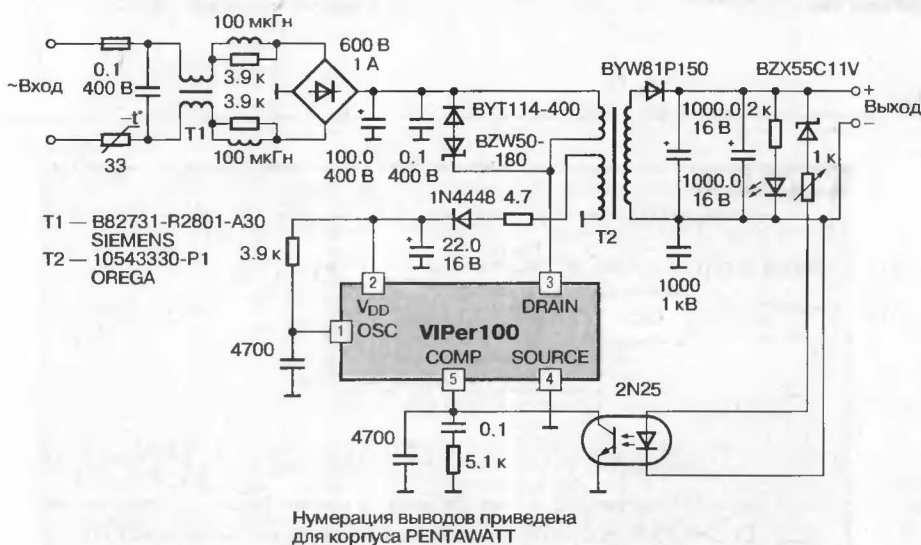 100 мкГн
600 В
1 А
0.1
400 В
3.9 к
3.9 к
~Вход
–t°
33
T1
100 мкГн
100.0
400 В
0.1
400 В
BYT114-400
BZW50-
-180
BYW81P150
BZX55C11V
1000.0
16 В
2 к
1000.0
16 В
1 к
+
Выход
–
1N4448
4.7
T2
1000
1 кВ
T1 — B82731-R2801-A30
SIEMENS
T2 — 10543330-P1
OREGA
3.9 к
22.0
16 В
2
3
VDD
DRAIN
1
OSC
VIPer100
COMP
SOURCE
5
4
4700
2N25
4700
0.1
5.1 к
Нумерация выводов приведена
для корпуса PENTAWATT